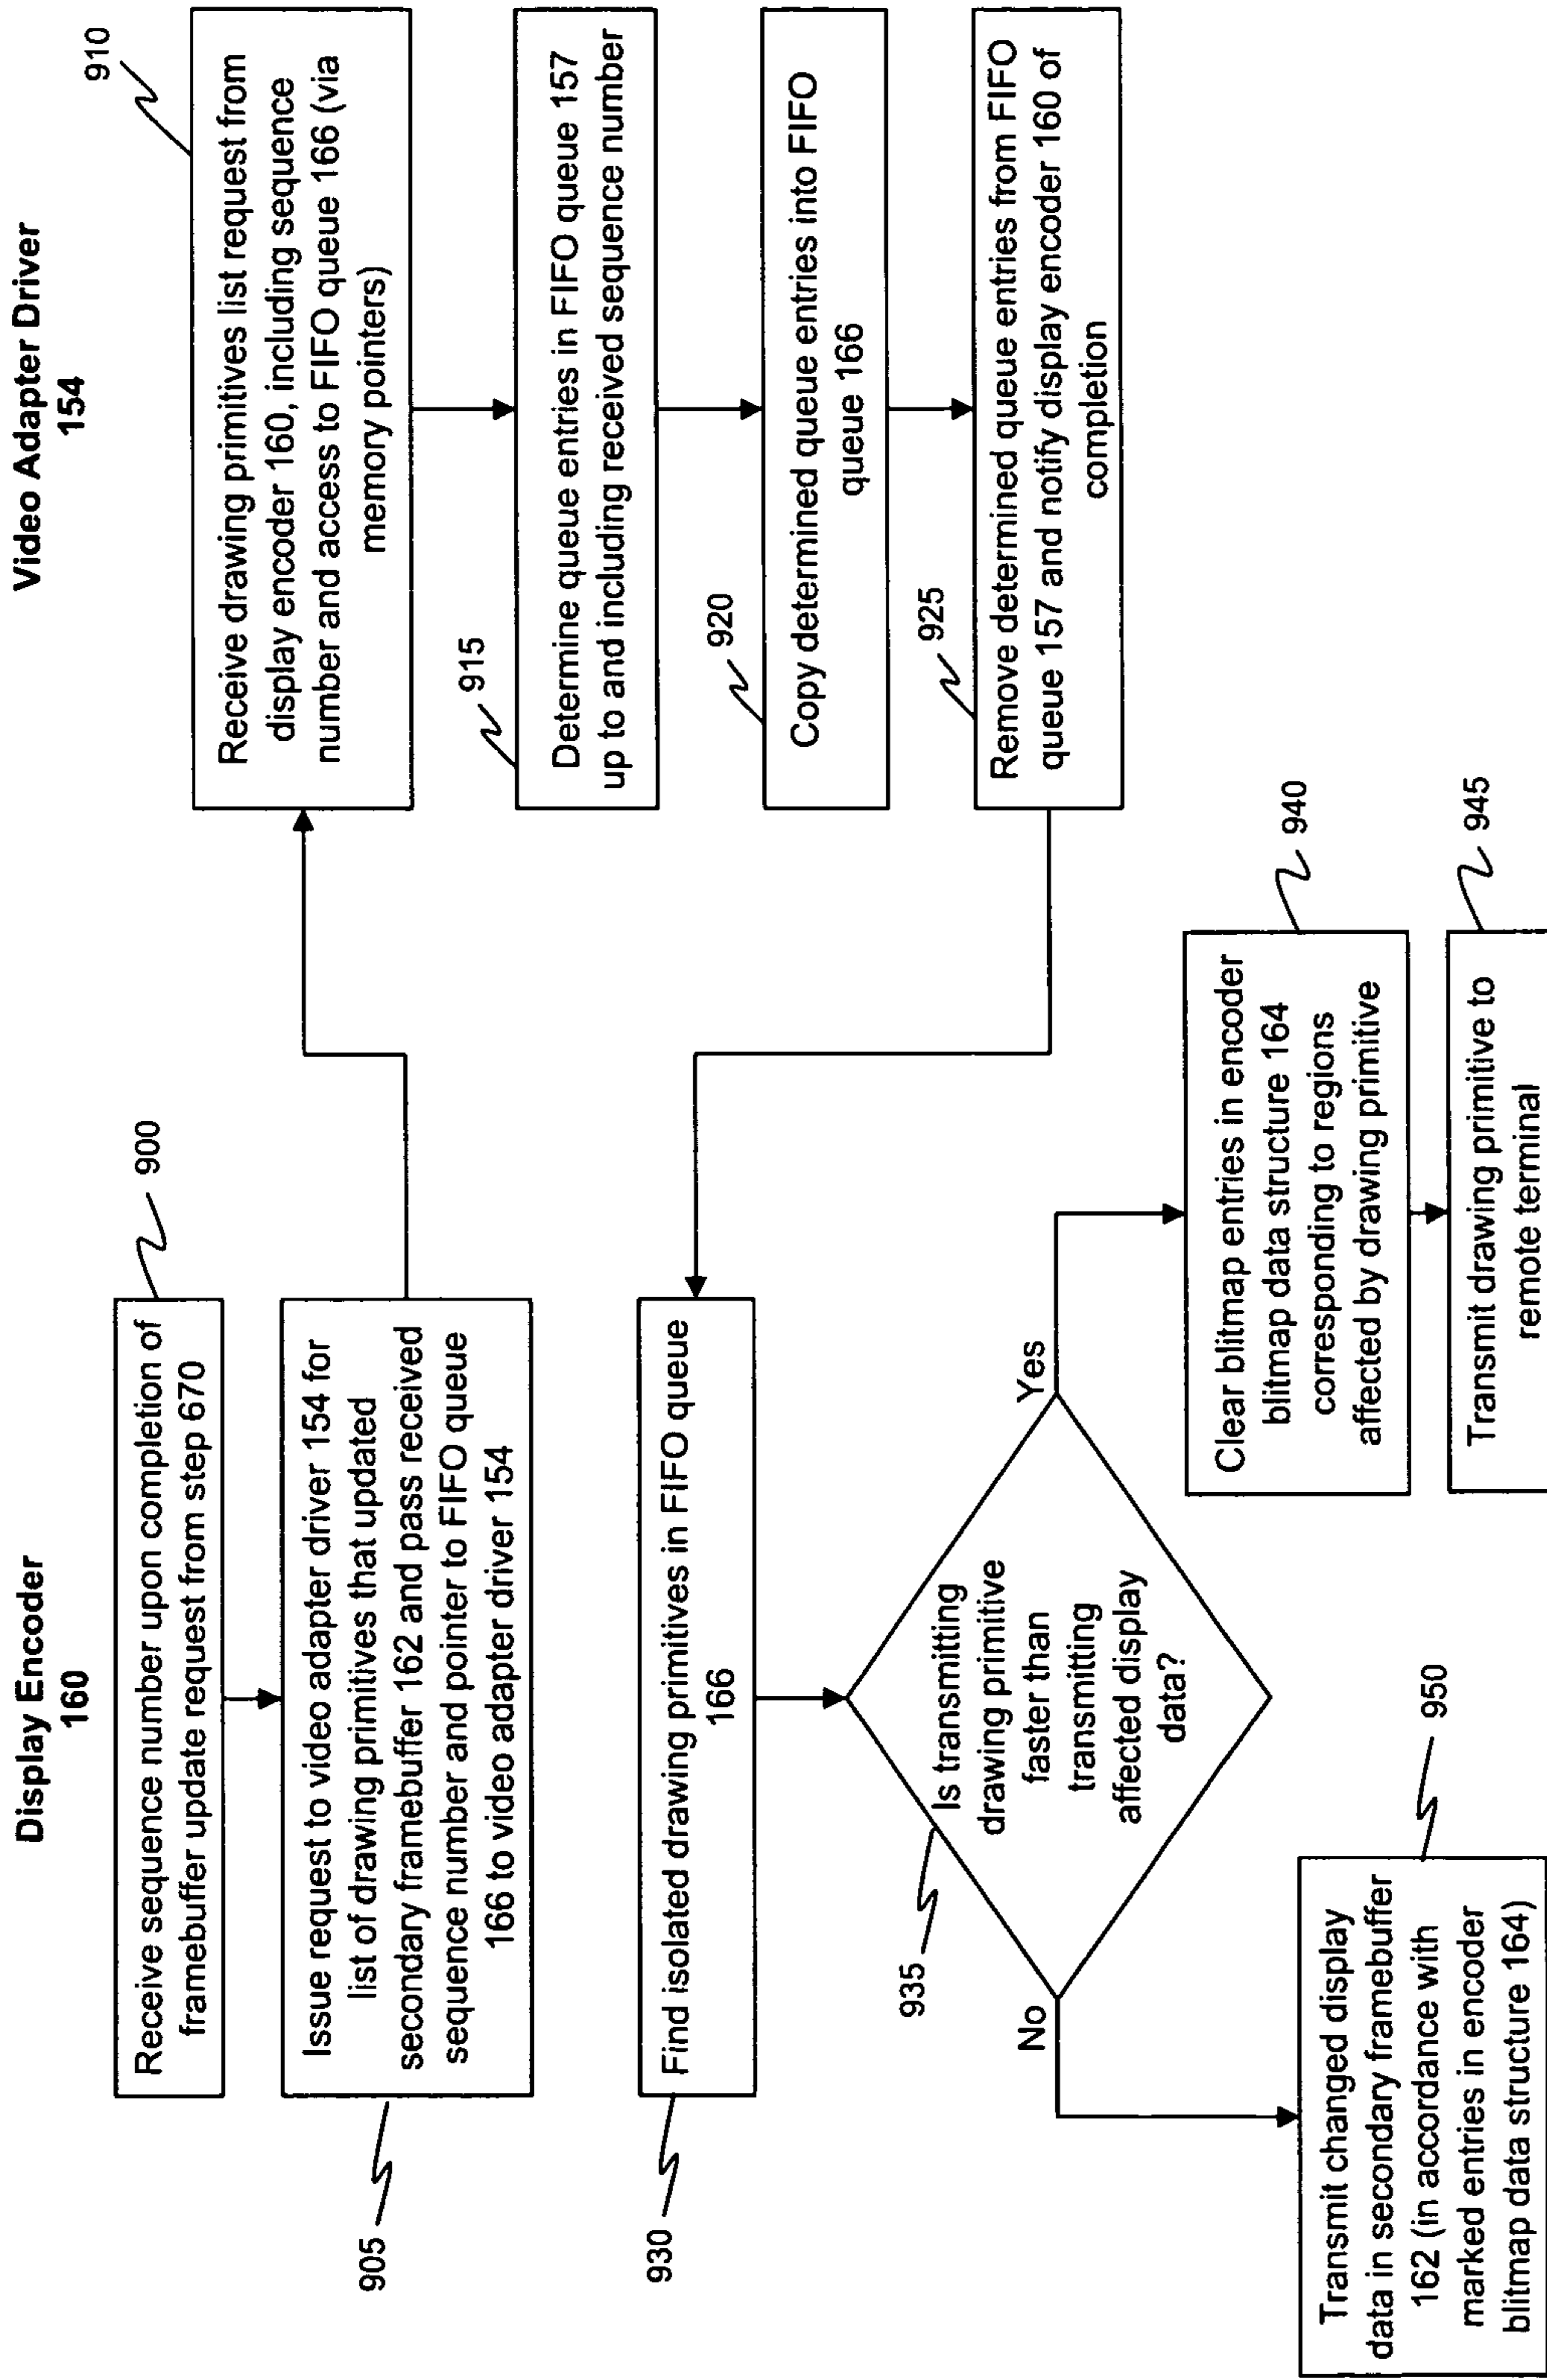 Display Encoder
160
Video Adapter Driver
154
900
Receive sequence number upon completion of
framebuffer update request from step 670
905
Issue request to video adapter driver 154 for
list of drawing primitives that updated
secondary framebuffer 162 and pass received
sequence number and pointer to FIFO queue
166 to video adapter driver 154
910
Receive drawing primitives list request from
display encoder 160, including sequence
number and access to FIFO queue 166 (via
memory pointers)
915
Determine queue entries in FIFO queue 157
up to and including received sequence number
920
Copy determined queue entries into FIFO
queue 166
925
Remove determined queue entries from FIFO
queue 157 and notify display encoder 160 of
completion
930
Find isolated drawing primitives in FIFO queue
166
935
Is transmitting
drawing primitive
faster than
transmitting
affected display
data?
Yes
No
940
Clear blitmap entries in encoder
blitmap data structure 164
corresponding to regions
affected by drawing primitive
945
Transmit drawing primitive to
remote terminal
950
Transmit changed display
data in secondary framebuffer
162 (in accordance with
marked entries in encoder
blitmap data structure 164)